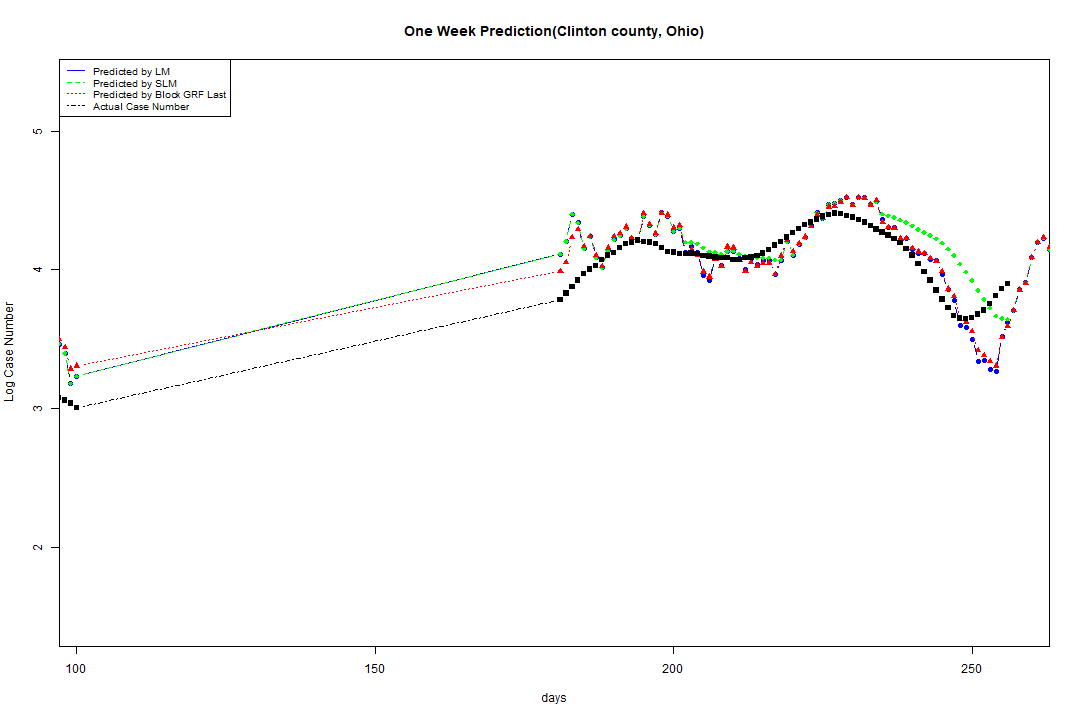 One Week Prediction(Clinton county, Ohio)
Predicted by LM
Predicted by SLM
Predicted by Block GRF Last
Actual Case Number
5
4
3
2
Log Case Number
100 150 200 250
days